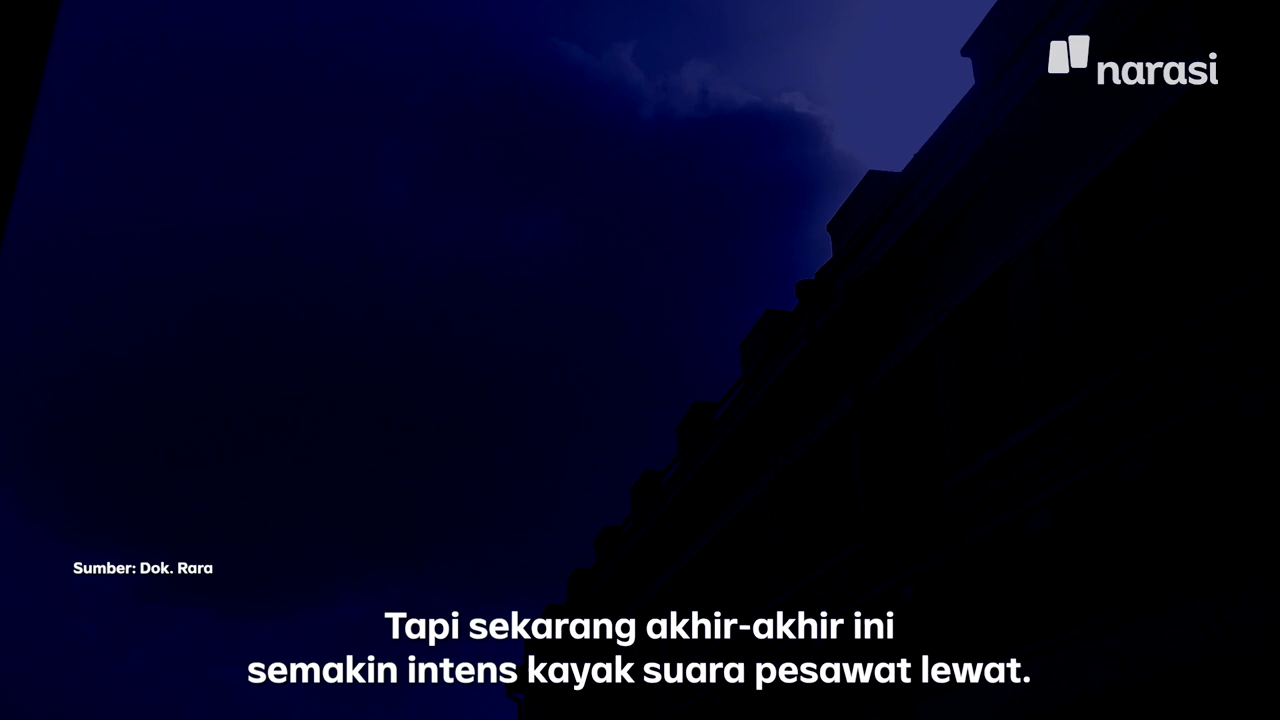 narasi
Sumber: Dok. Rara
Tapi sekarang akhir-akhir ini
semakin intens kayak suara pesawat lewat.